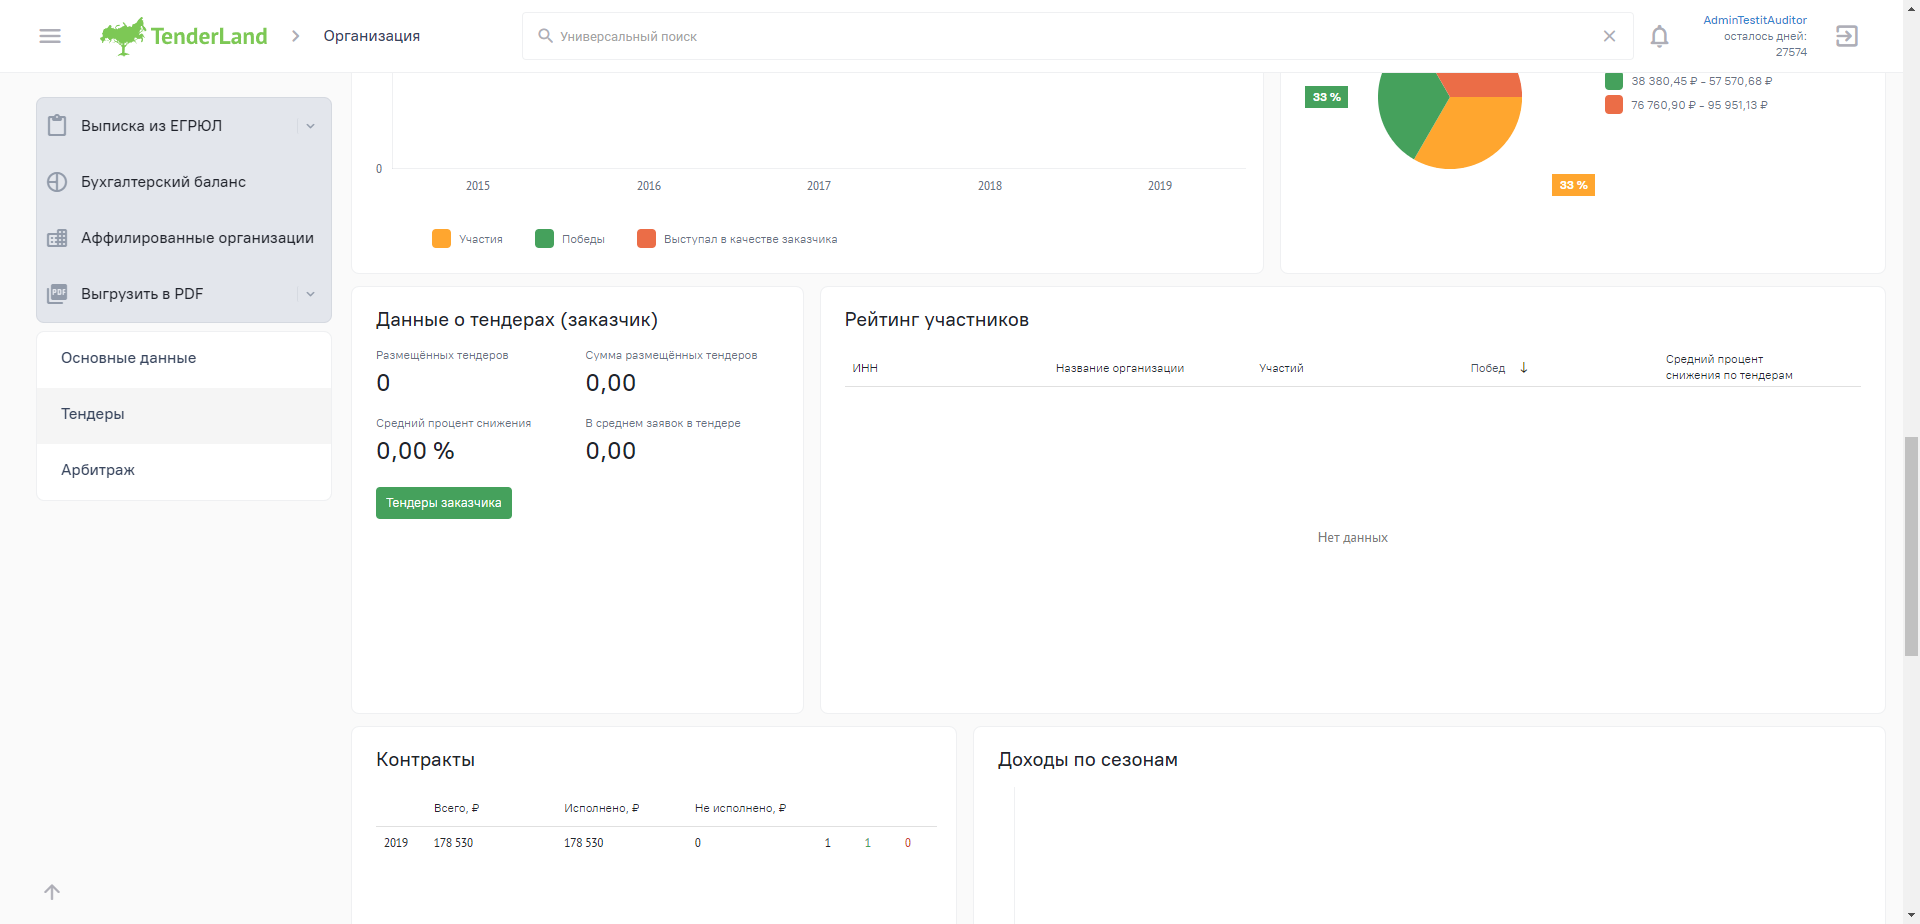 TenderLand
Организация
Универсальный поиск
AdminTestitAuditor
осталось дней:
27574
Выписка из ЕГРЮЛ
Бухгалтерский баланс
Аффилированные организации
PDF
Выгрузить в PDF
Основные данные
Тендеры
Арбитраж
0
2015 2016 2017 2018 2019
Участия Победы Выступал в качестве заказчика
33 %
33 %
38 380,45 ₽ - 57 570,68 ₽
76 760,90 ₽ - 95 951,13 ₽
Данные о тендерах (заказчик)
Размещённых тендеров Сумма размещённых тендеров
0 0,00
Средний процент снижения В среднем заявок в тендере
0,00 % 0,00
Тендеры заказчика
Рейтинг участников
ИНН Название организации Участий Побед Средний процент
снижения по тендерам
Нет данных
Контракты
Всего, ₽ Исполнено, ₽ Не исполнено, ₽
2019 178 530 178 530 0 1 1 0
Доходы по сезонам